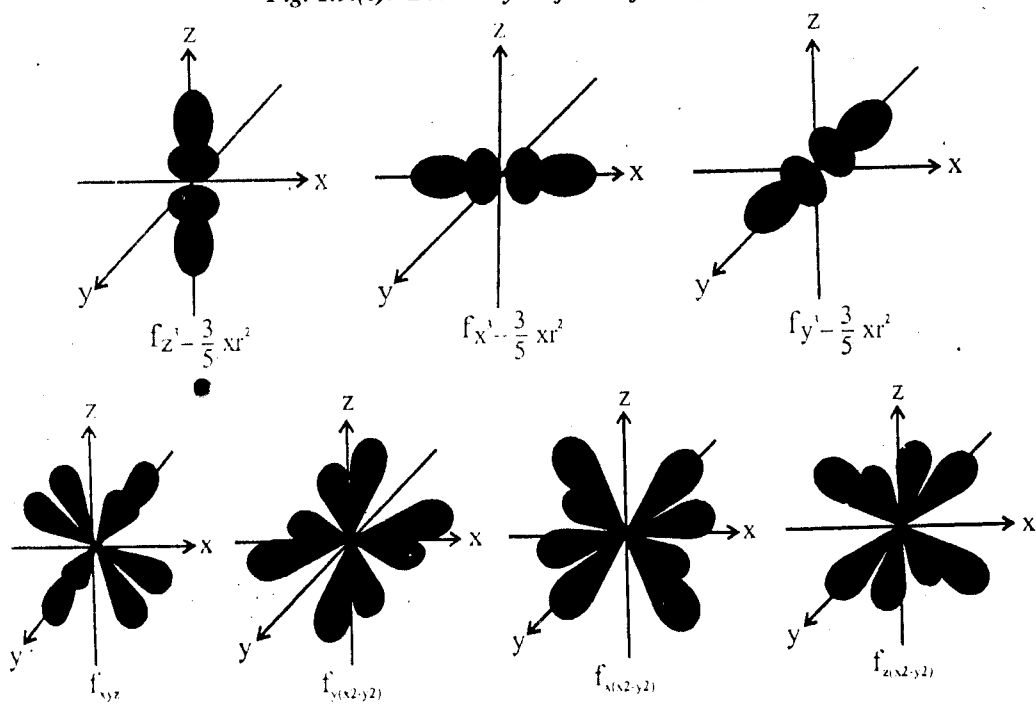 z z z
x x x
y y y
f z³ – 3/5 xr² f x³ -- 3/5 xr² f y³ – 3/5 xr²
z z z z
x x x x
y y y y
f xyz f y(x2-y2) f x(x2-y2) f z(x2-y2)